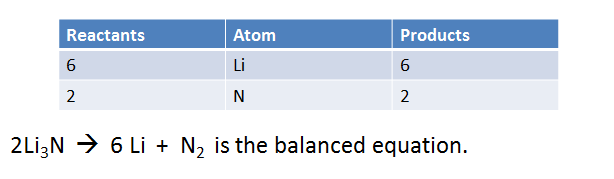 Reactants Atom Products
6 Li 6
2 N 2
2Li₃N → 6 Li + N₂ is the balanced equation.